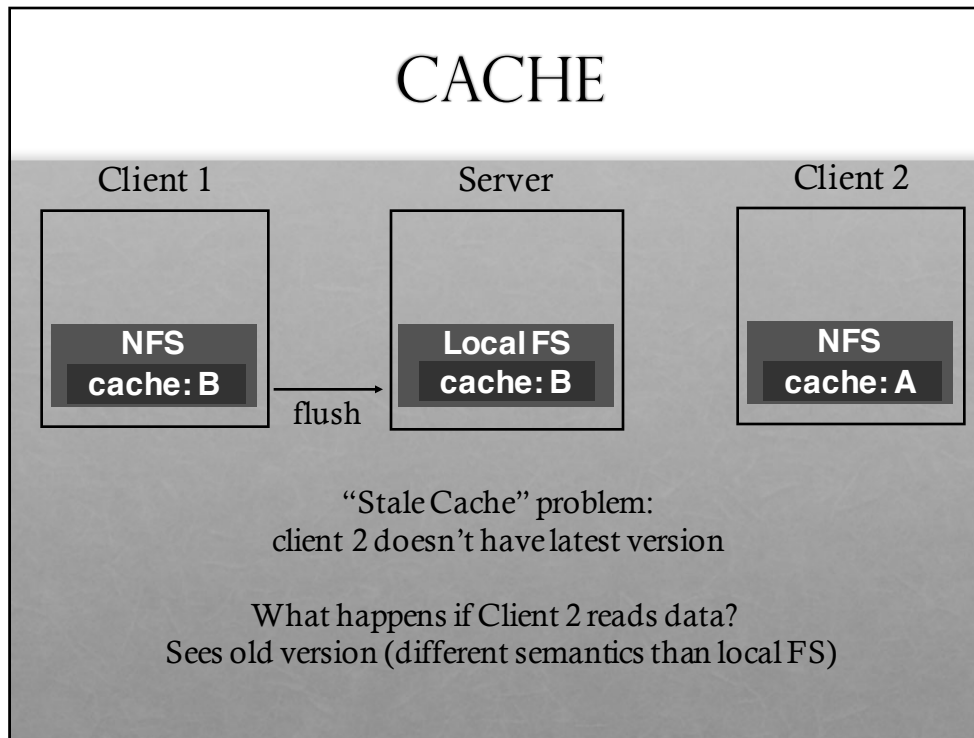 CACHE
Client 1
Server
Client 2
NFS
cache: B
flush
Local FS
cache: B
NFS
cache: A
“Stale Cache” problem:
client 2 doesn’t have latest version
What happens if Client 2 reads data?
Sees old version (different semantics than local FS)